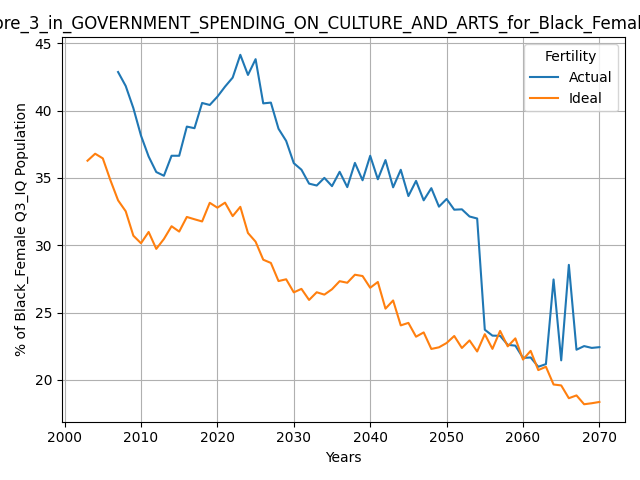 ore_3_in_GOVERNMENT_SPENDING_ON_CULTURE_AND_ARTS_for_Black_Femal
Fertility
Actual
Ideal
% of Black_Female Q3_IQ Population
45
40
35
30
25
20
2000 2010 2020 2030 2040 2050 2060 2070
Years